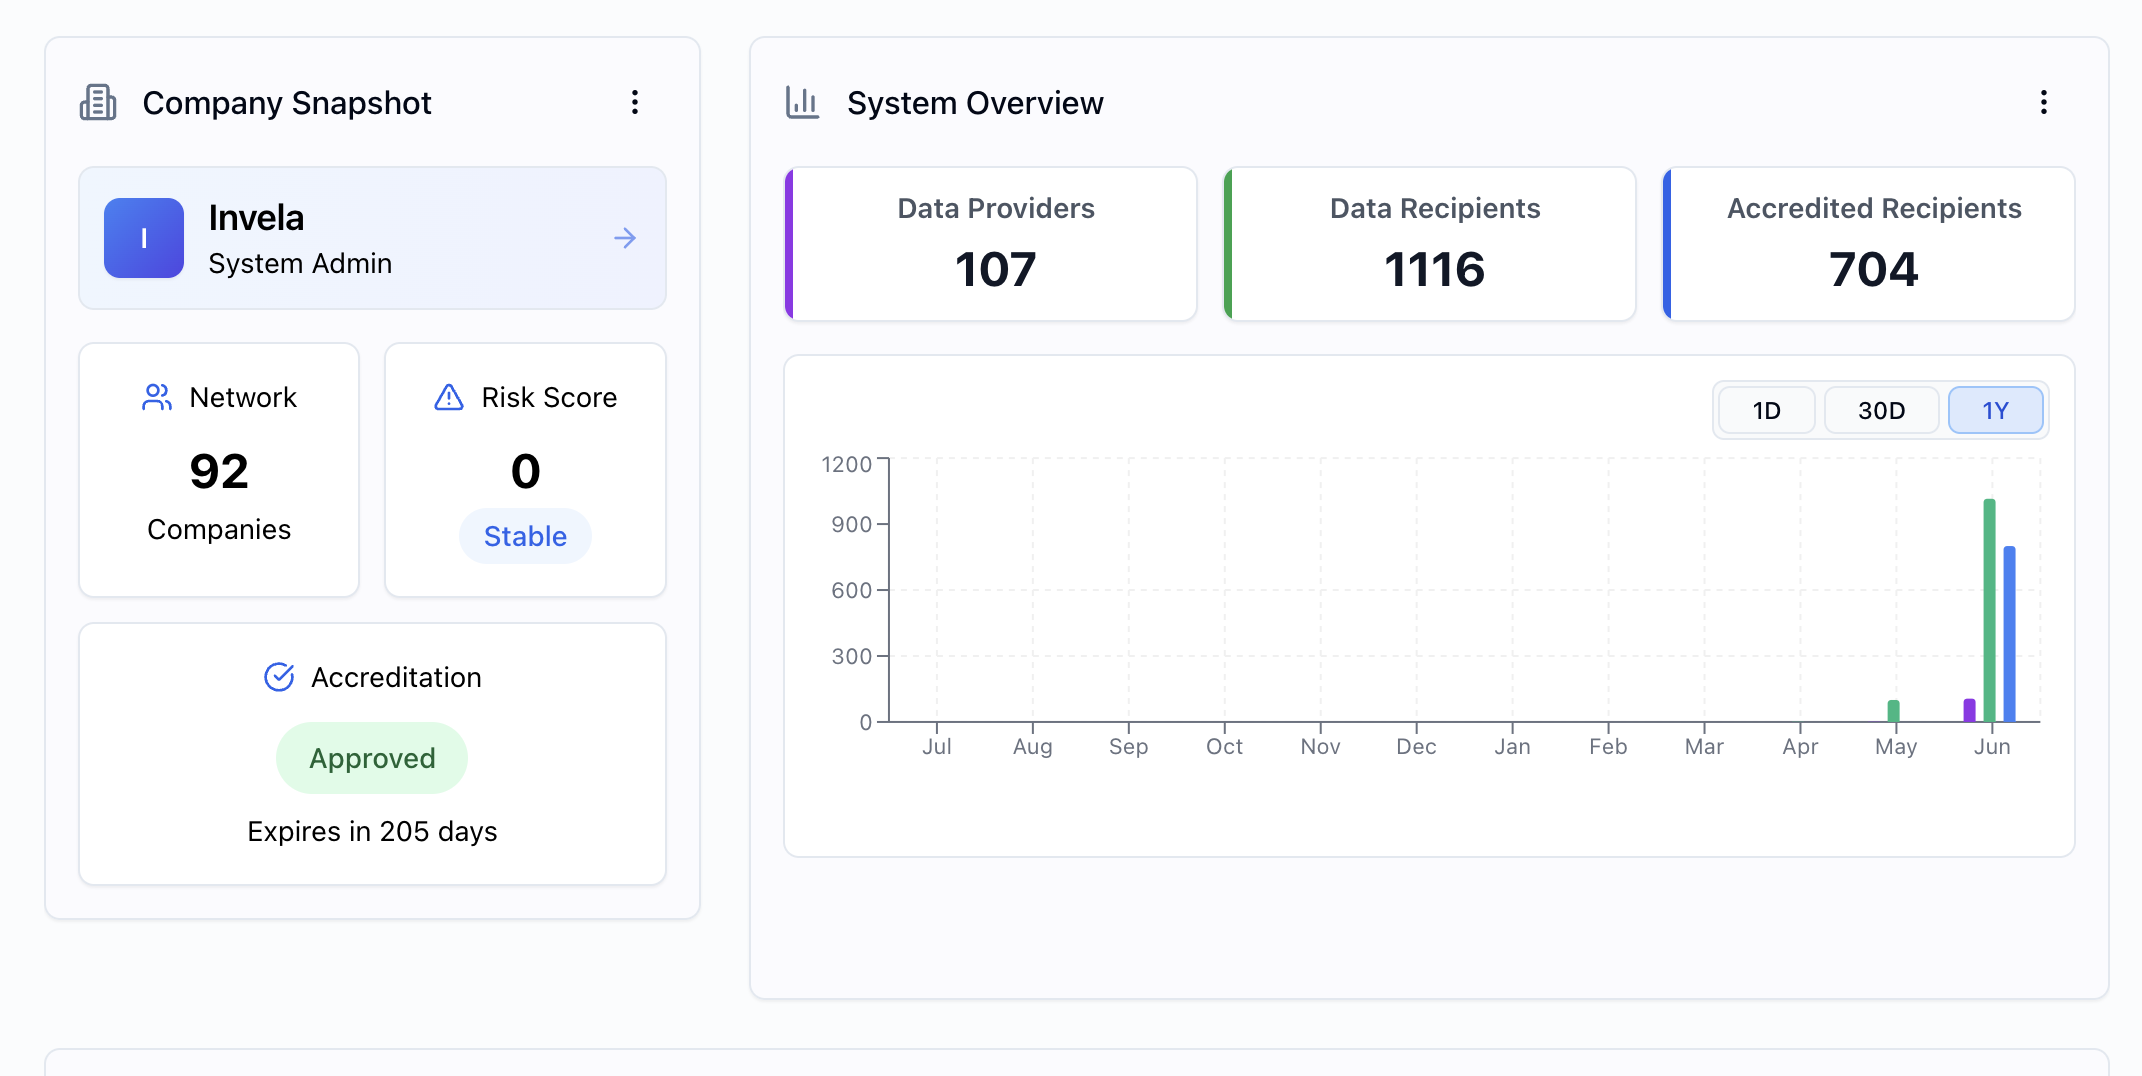 Company Snapshot
I
Invela
System Admin
Network
92
Companies
Risk Score
0
Stable
Accreditation
Approved
Expires in 205 days
System Overview
Data Providers
107
Data Recipients
1116
Accredited Recipients
704
1D 30D 1Y
1200
900
600
300
0
Jul Aug Sep Oct Nov Dec Jan Feb Mar Apr May Jun